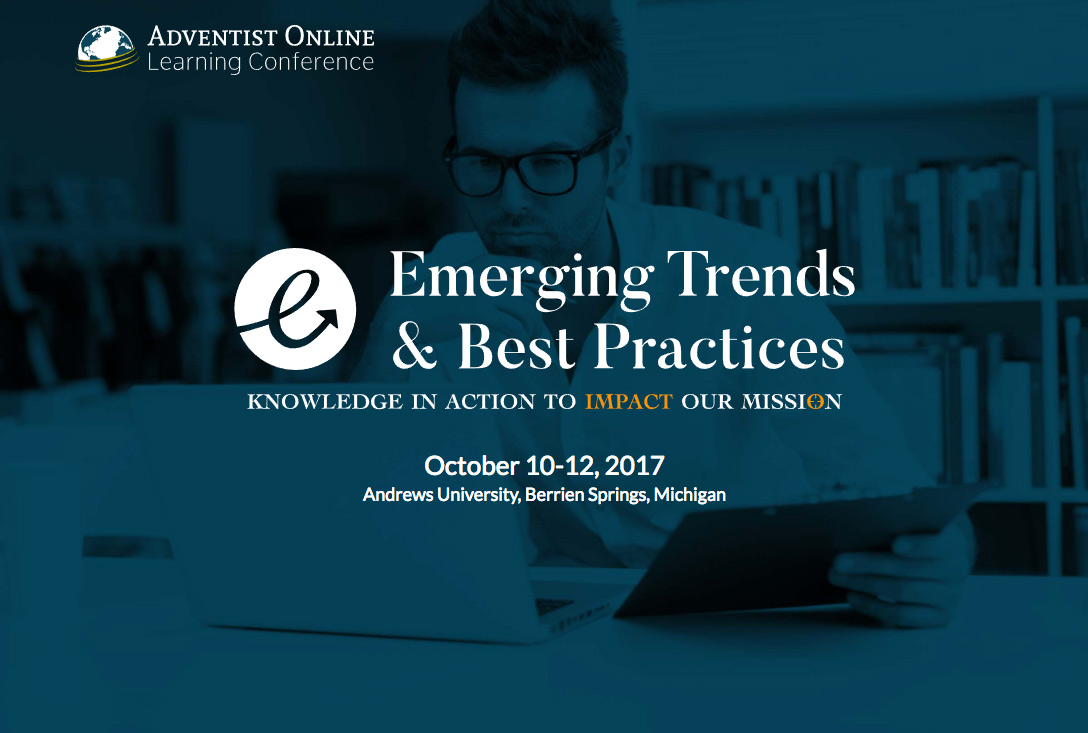 ADVENTIST ONLINE
Learning Conference
e
Emerging Trends
& Best Practices
KNOWLEDGE IN ACTION TO IMPACT OUR MISSION
October 10-12, 2017
Andrews University, Berrien Springs, Michigan